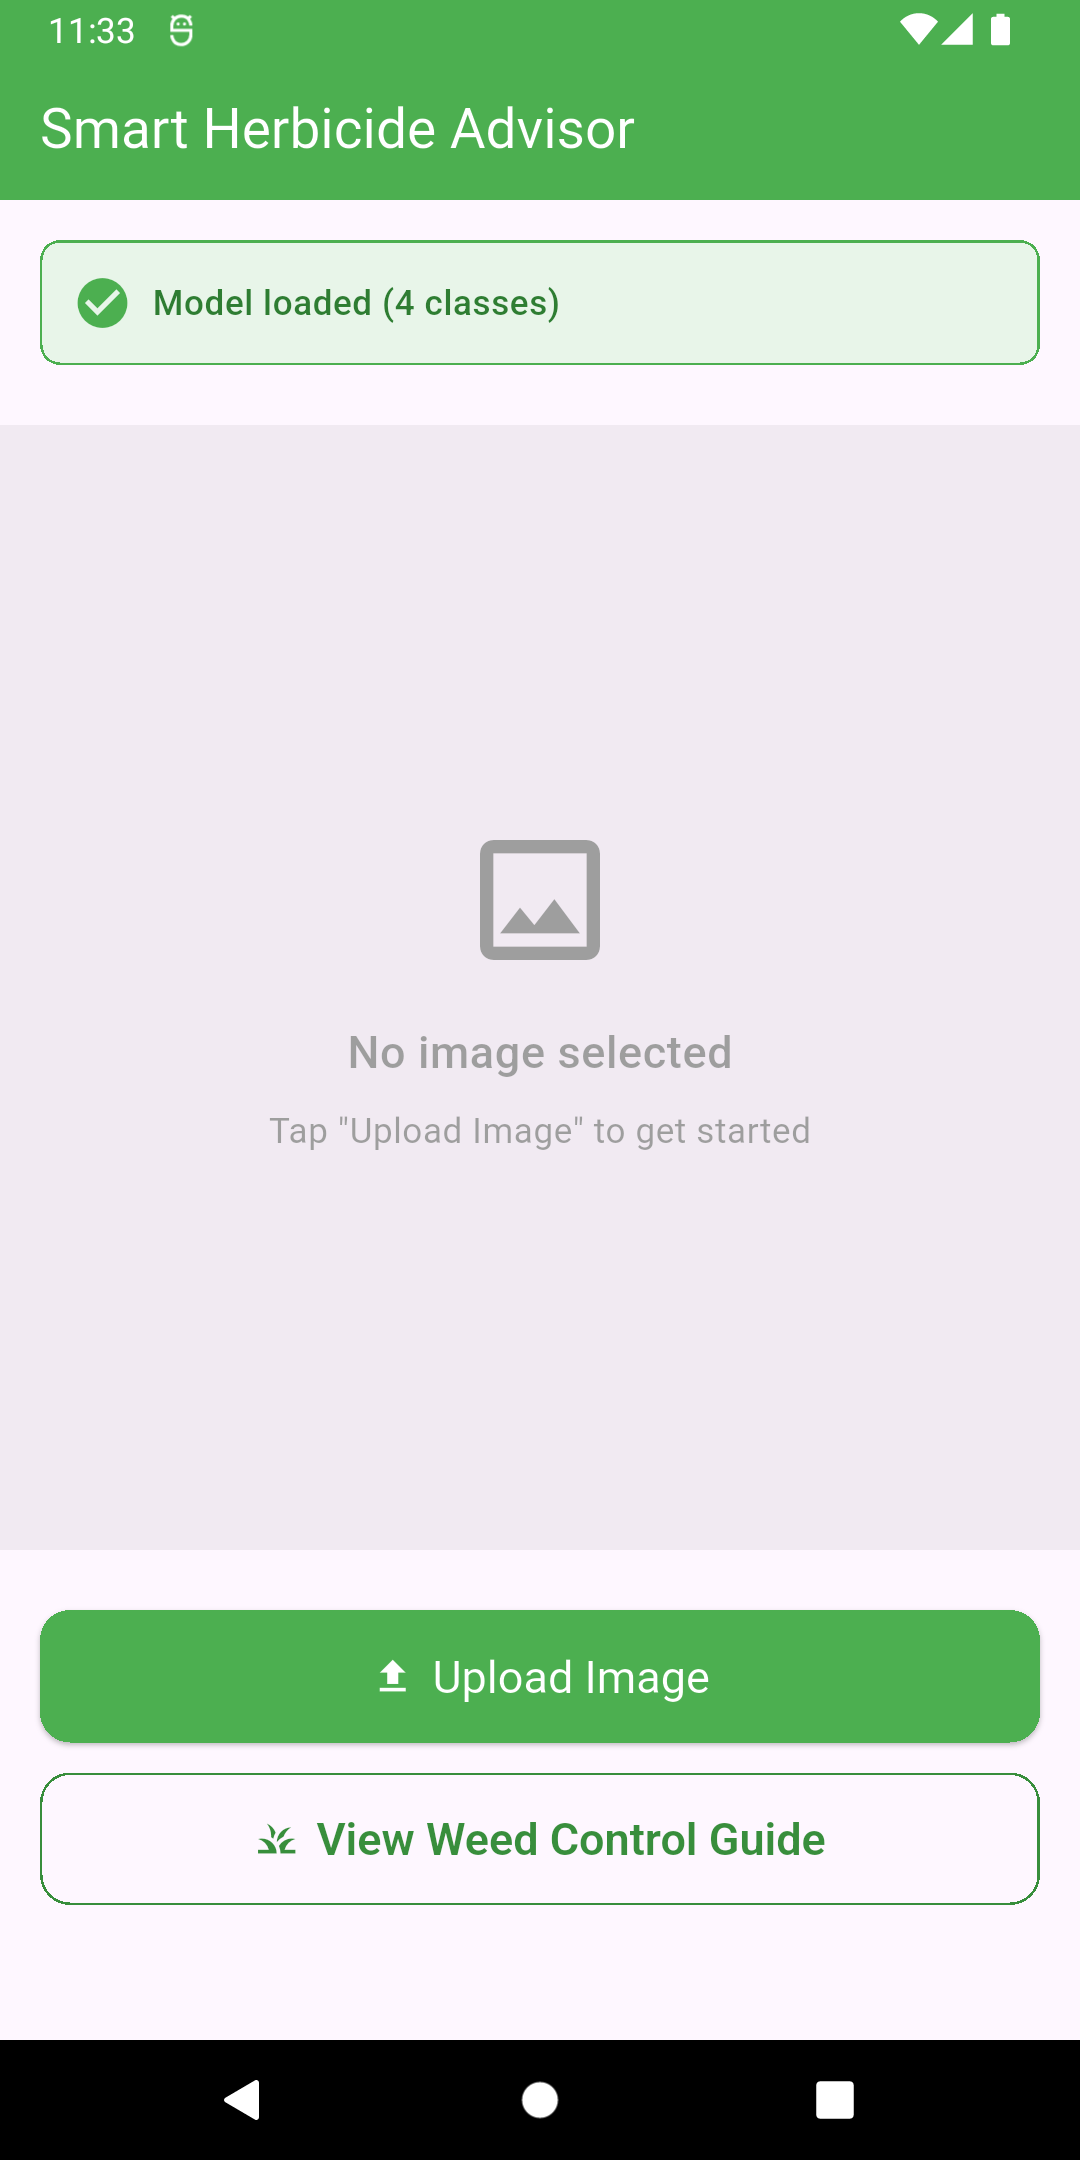 11:33
Smart Herbicide Advisor
Model loaded (4 classes)
No image selected
Tap "Upload Image" to get started
Upload Image
View Weed Control Guide